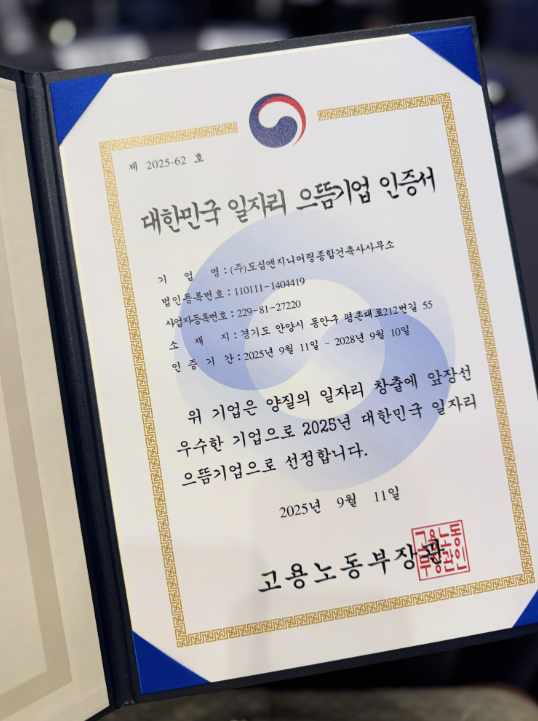 제 2025-62 호
대한민국 일자리 으뜸기업 인증서
기 업 명 : (주)도심엔지니어링종합건축사사무소
법인등록번호 : 110111-1404419
사업자등록번호 : 229-81-27220
소 재 지 : 경기도 안양시 동안구 평촌대로212번길 55
인 증 기 간 : 2025년 9월 11일 - 2028년 9월 10일
위 기업은 양질의 일자리 창출에 앞장선
우수한 기업으로 2025년 대한민국 일자리
으뜸기업으로 선정합니다.
2025년 9월 11일
고용노동부장관
고용노동
부장관인